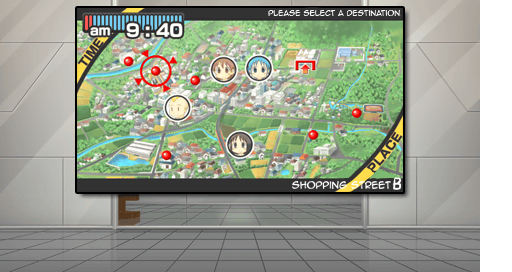 PLEASE SELECT A DESTINATION
TIME
am 9:40
PLACE
SHOPPING STREET B